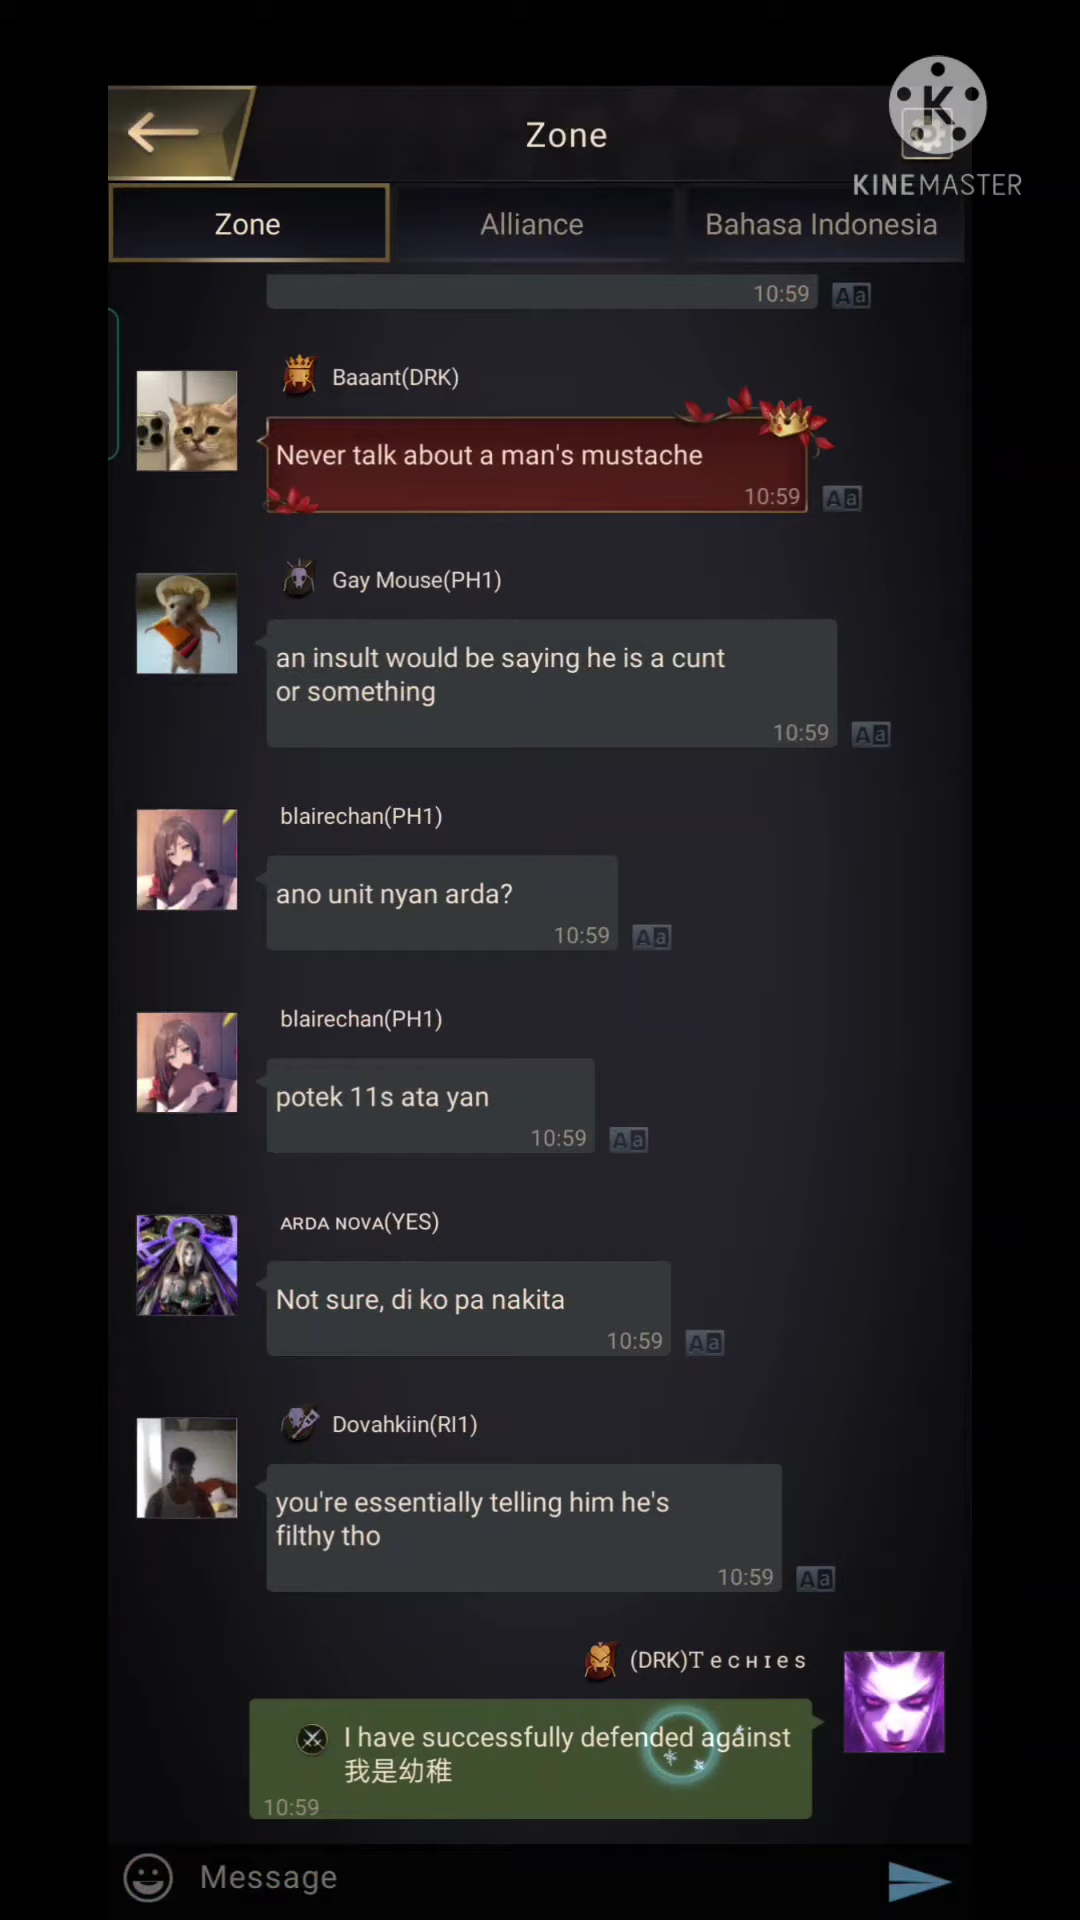 K
KINEMASTER
Zone
Zone
Alliance
Bahasa Indonesia
10:59
Aa
Baaant(DRK)
Never talk about a man's mustache
10:59
Aa
Gay Mouse(PH1)
an insult would be saying he is a cunt
or something
10:59
Aa
blairechan(PH1)
ano unit nyan arda?
10:59
Aa
blairechan(PH1)
potek 11s ata yan
10:59
Aa
ᴀʀᴅᴀ ɴᴏᴠᴀ(YES)
Not sure, di ko pa nakita
10:59
Aa
Dovahkiin(RI1)
you're essentially telling him he's
filthy tho
10:59
Aa
(DRK)Tᴇᴄʜɪᴇs
I have successfully defended against
我是幼稚
10:59
Message